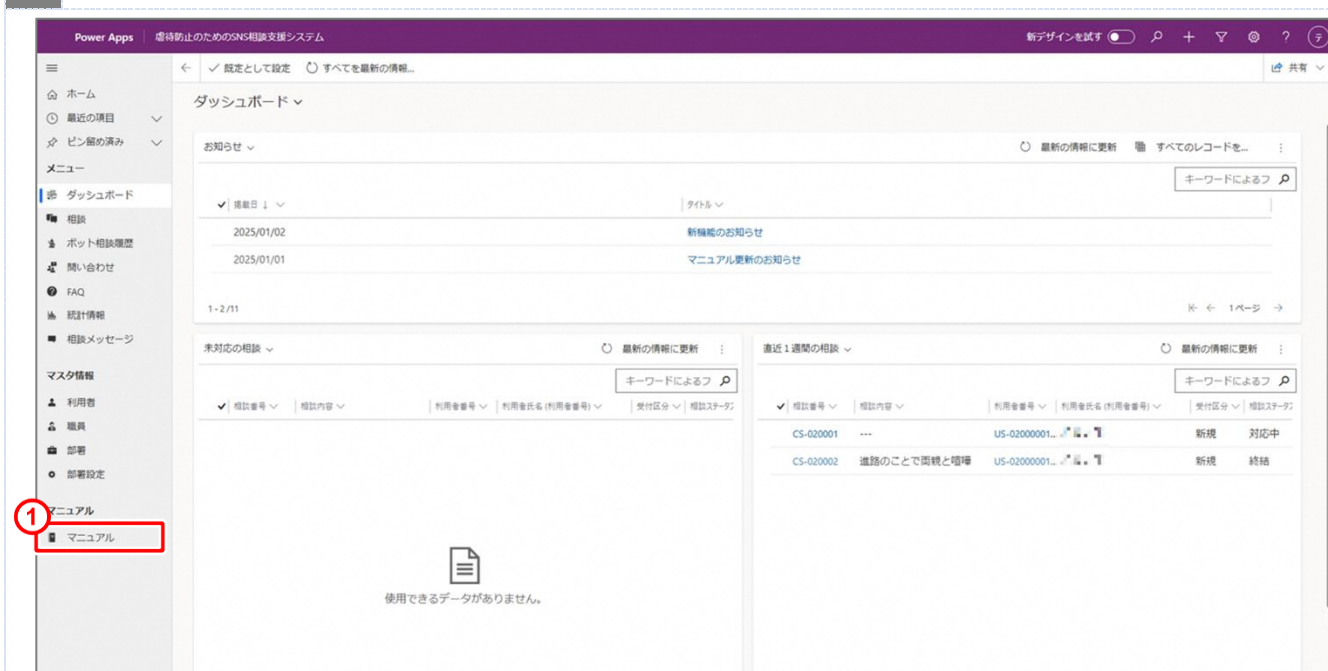 Power Apps 虐待防止のためのSNS相談支援システム 新デザインを試す
既定として設定 すべてを最新の情報... 共有
ホーム
最近の項目
ピン留め済み
メニュー
ダッシュボード
相談
ボット相談履歴
問い合わせ
FAQ
統計情報
相談メッセージ
マスタ情報
利用者
職員
部署
部署設定
マニュアル
1
マニュアル
ダッシュボード
お知らせ 最新の情報に更新 すべてのレコードを...
キーワードによるフ
掲載日 ↓ タイトル
2025/01/02 新機能のお知らせ
2025/01/01 マニュアル更新のお知らせ
1 - 2 /11 1ページ
未対応の相談 最新の情報に更新
キーワードによるフ
相談番号 相談内容 利用者番号 利用者氏名 (利用者番号) 受付区分 相談ステータス
使用できるデータがありません。
直近1週間の相談 最新の情報に更新
キーワードによるフ
相談番号 相談内容 利用者番号 利用者氏名 (利用者番号) 受付区分 相談ステータス
CS-020001 --- US-02000001... 新規 対応中
CS-020002 進路のことで両親と喧嘩 US-02000001... 新規 終結